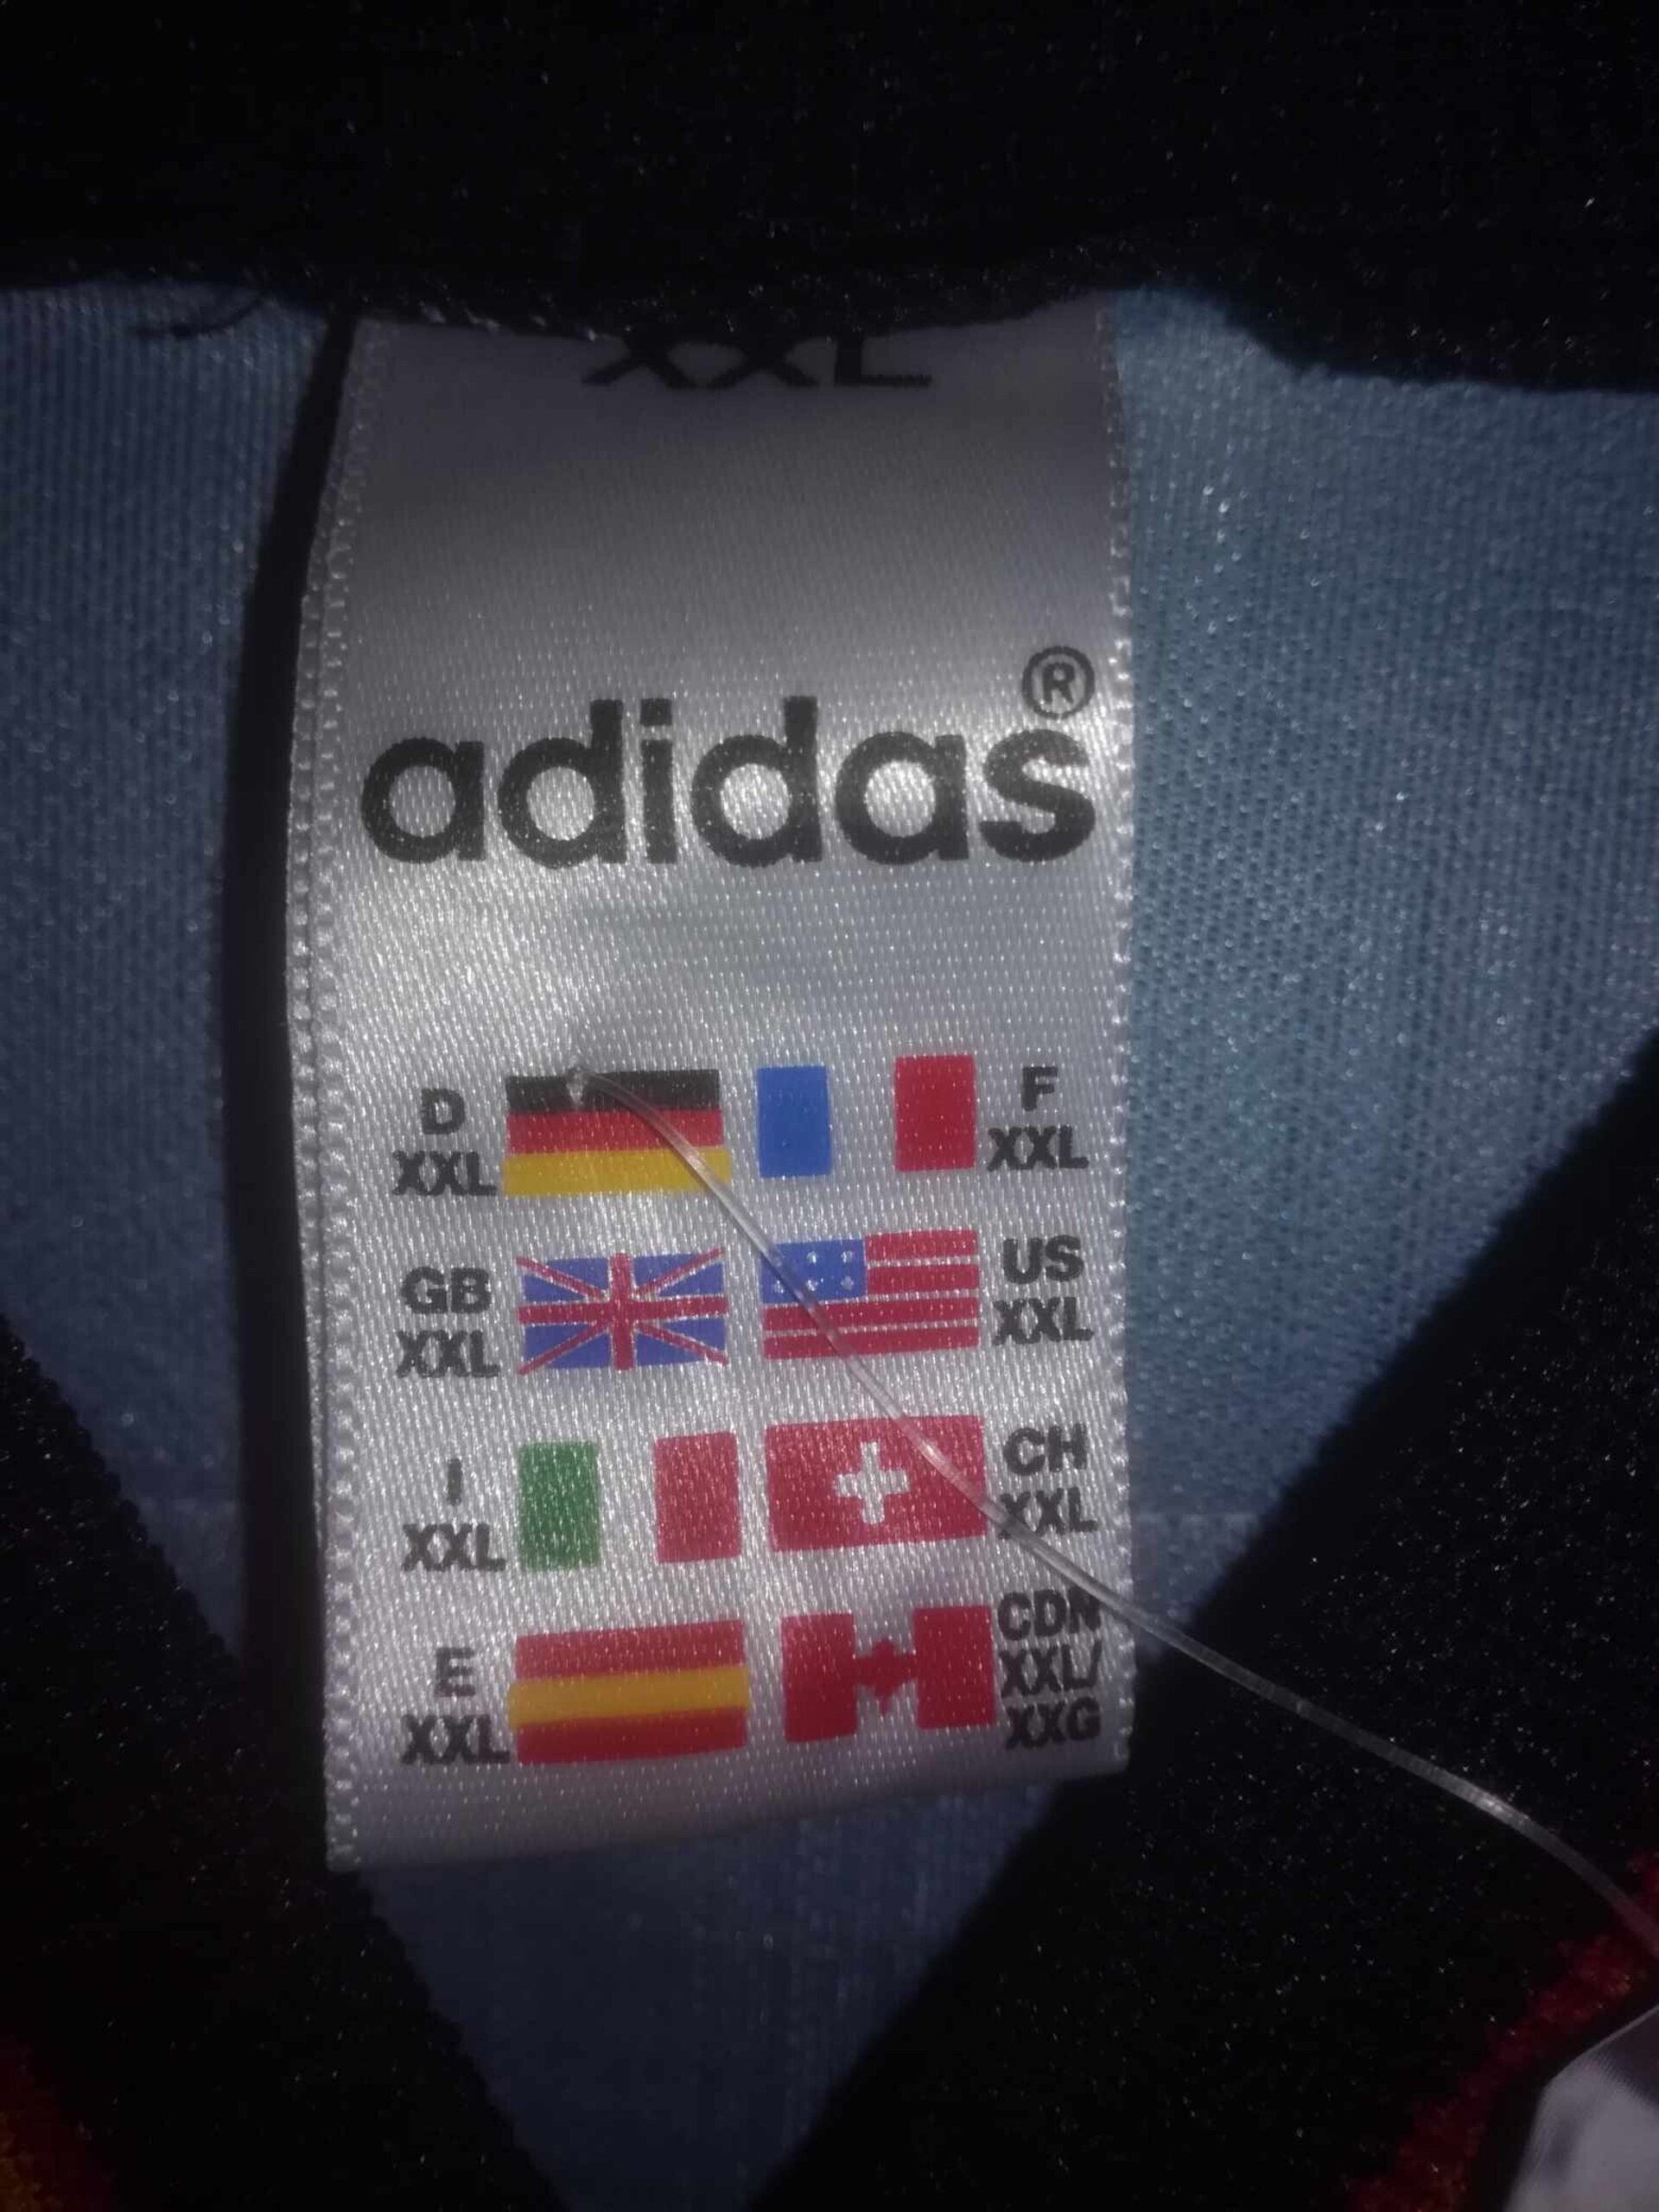 XXL
adidas®
D
XXL
F
XXL
GB
XXL
US
XXL
I
XXL
CH
XXL
E
XXL
CDN
XXL/
XXG